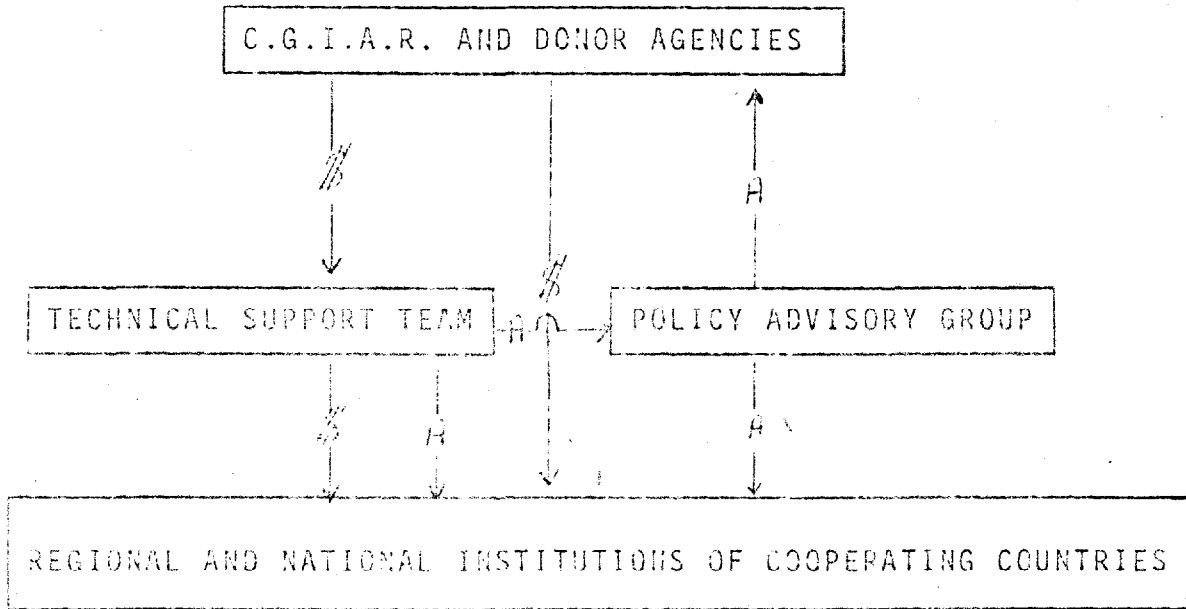 C.G.I.A.R. AND DONOR AGENCIES
$
A
$
TECHNICAL SUPPORT TEAM
A
POLICY ADVISORY GROUP
$
A
A
REGIONAL AND NATIONAL INSTITUTIONS OF COOPERATING COUNTRIES